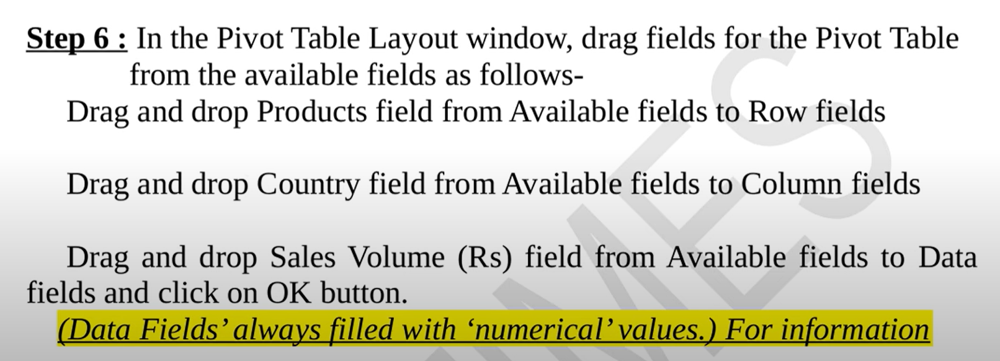 Step 6 : In the Pivot Table Layout window, drag fields for the Pivot Table
from the available fields as follows-
Drag and drop Products field from Available fields to Row fields
Drag and drop Country field from Available fields to Column fields
Drag and drop Sales Volume (Rs) field from Available fields to Data
fields and click on OK button.
(Data Fields’ always filled with ‘numerical’ values.) For information